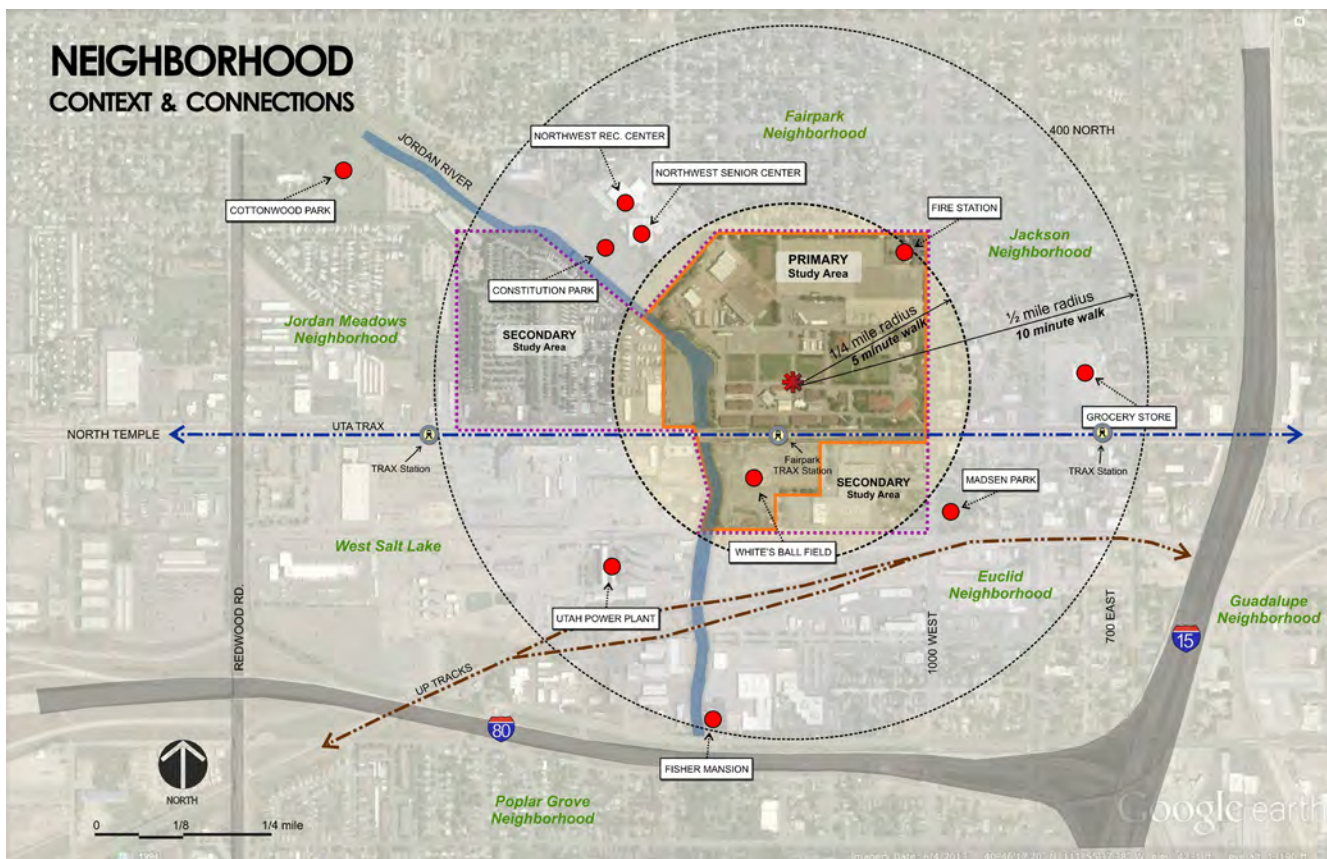 NEIGHBORHOOD
CONTEXT & CONNECTIONS
N
Fairpark
Neighborhood
400 NORTH
NORTHWEST REC. CENTER
JORDAN RIVER
NORTHWEST SENIOR CENTER
COTTONWOOD PARK
FIRE STATION
Jackson
Neighborhood
PRIMARY
Study Area
CONSTITUTION PARK
1/4 mile radius
5 minute walk
½ mile radius
10 minute walk
Jordan Meadows
Neighborhood
SECONDARY
Study Area
GROCERY STORE
NORTH TEMPLE
UTA TRAX
TRAX Station
Fairpark
TRAX Station
TRAX Station
SECONDARY
Study Area
MADSEN PARK
West Salt Lake
WHITE'S BALL FIELD
Euclid
Neighborhood
Guadalupe
Neighborhood
UTAH POWER PLANT
REDWOOD RD.
1000 WEST
700 EAST
15
UP TRACKS
80
FISHER MANSION
NORTH
Poplar Grove
Neighborhood
0 1/8 1/4 mile
Google earth